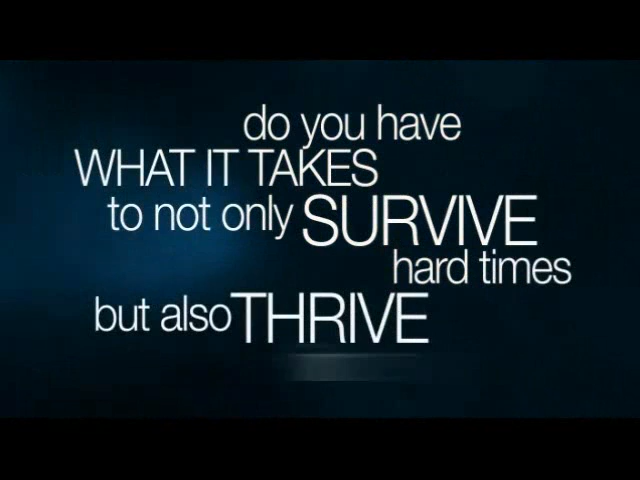 do you have
WHAT IT TAKES
to not only SURVIVE
hard times
but also THRIVE